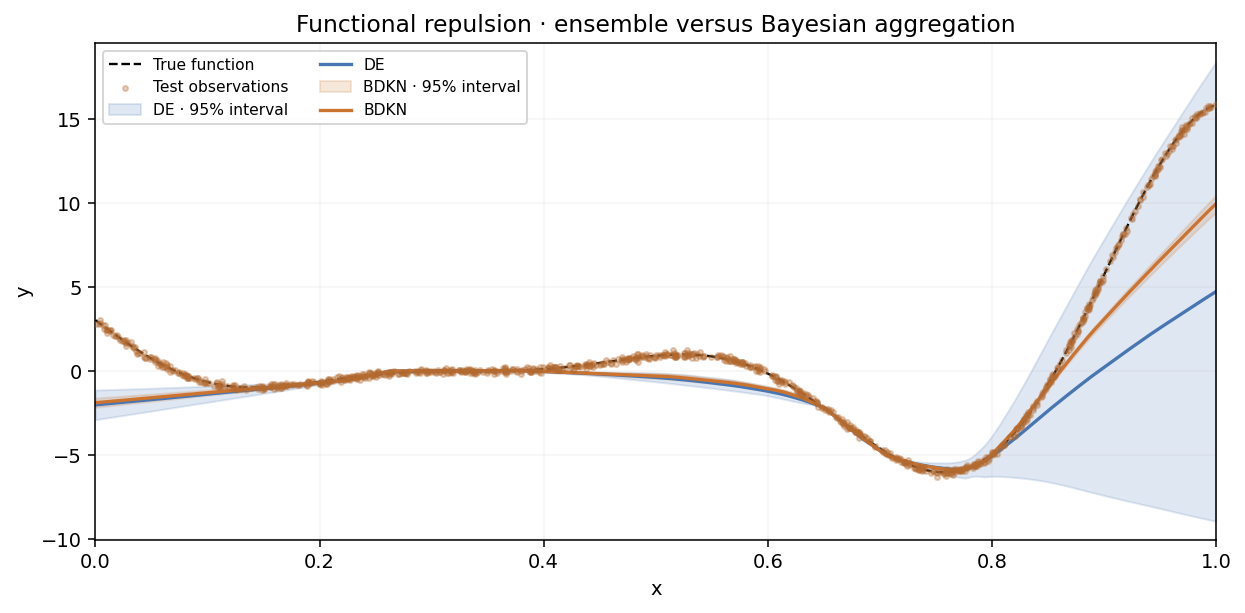 Functional repulsion · ensemble versus Bayesian aggregation
True function
Test observations
DE · 95% interval
DE
BDKN · 95% interval
BDKN
15
10
5
0
−5
−10
y
0.0 0.2 0.4 0.6 0.8 1.0
x